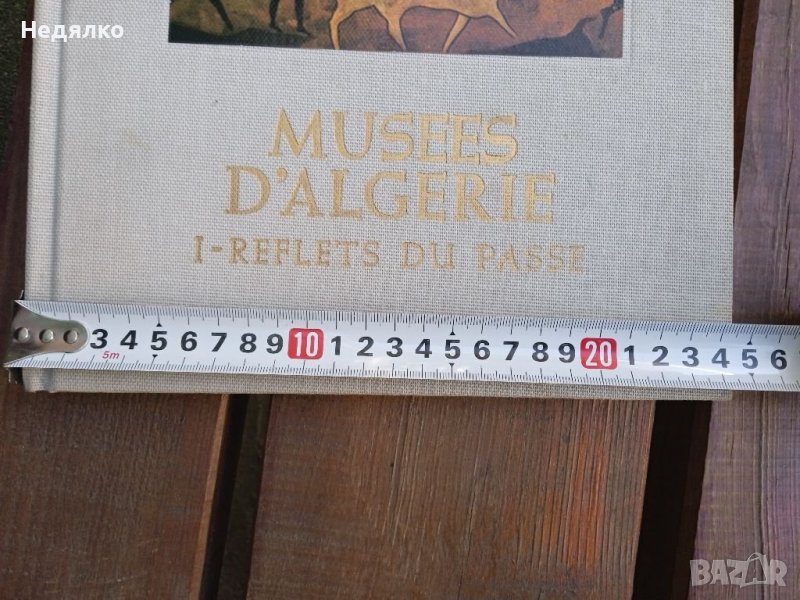 Недялко
MUSEES
D'ALGERIE
I-REFLETS DU PASSE
3 4 5 6 7 8 9 10 1 2 3 4 5 6 7 8 9 20 1 2 3 4 5 6
5m
BAZAR